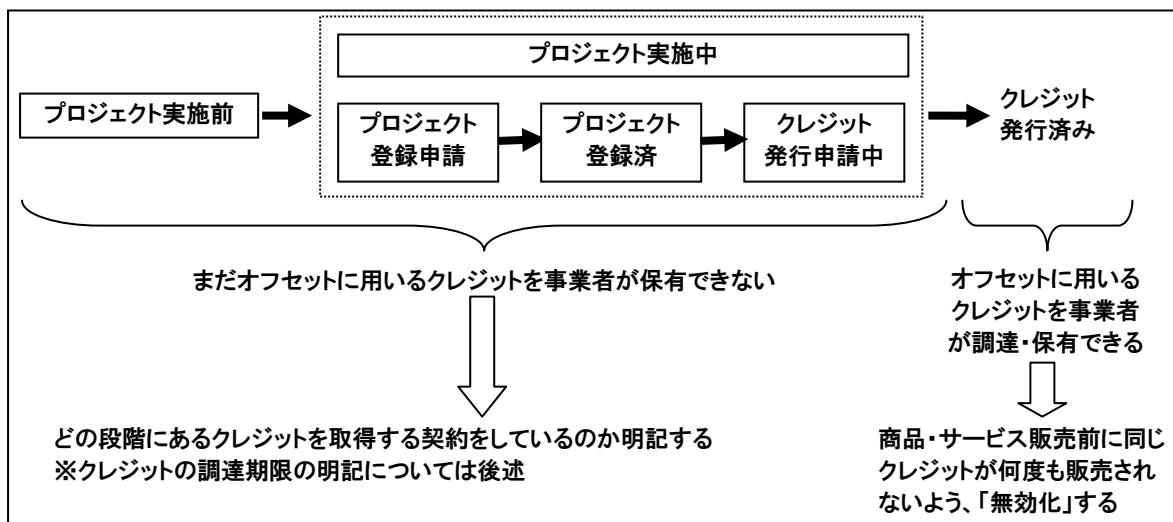 プロジェクト実施中
プロジェクト実施前
プロジェクト
登録申請
プロジェクト
登録済
クレジット
発行申請中
クレジット
発行済み
まだオフセットに用いるクレジットを事業者が保有できない
オフセットに用いる
クレジットを事業者
が調達・保有できる
どの段階にあるクレジットを取得する契約をしているのか明記する
※クレジットの調達期限の明記については後述
商品・サービス販売前に同じ
クレジットが何度も販売され
ないよう、「無効化」する